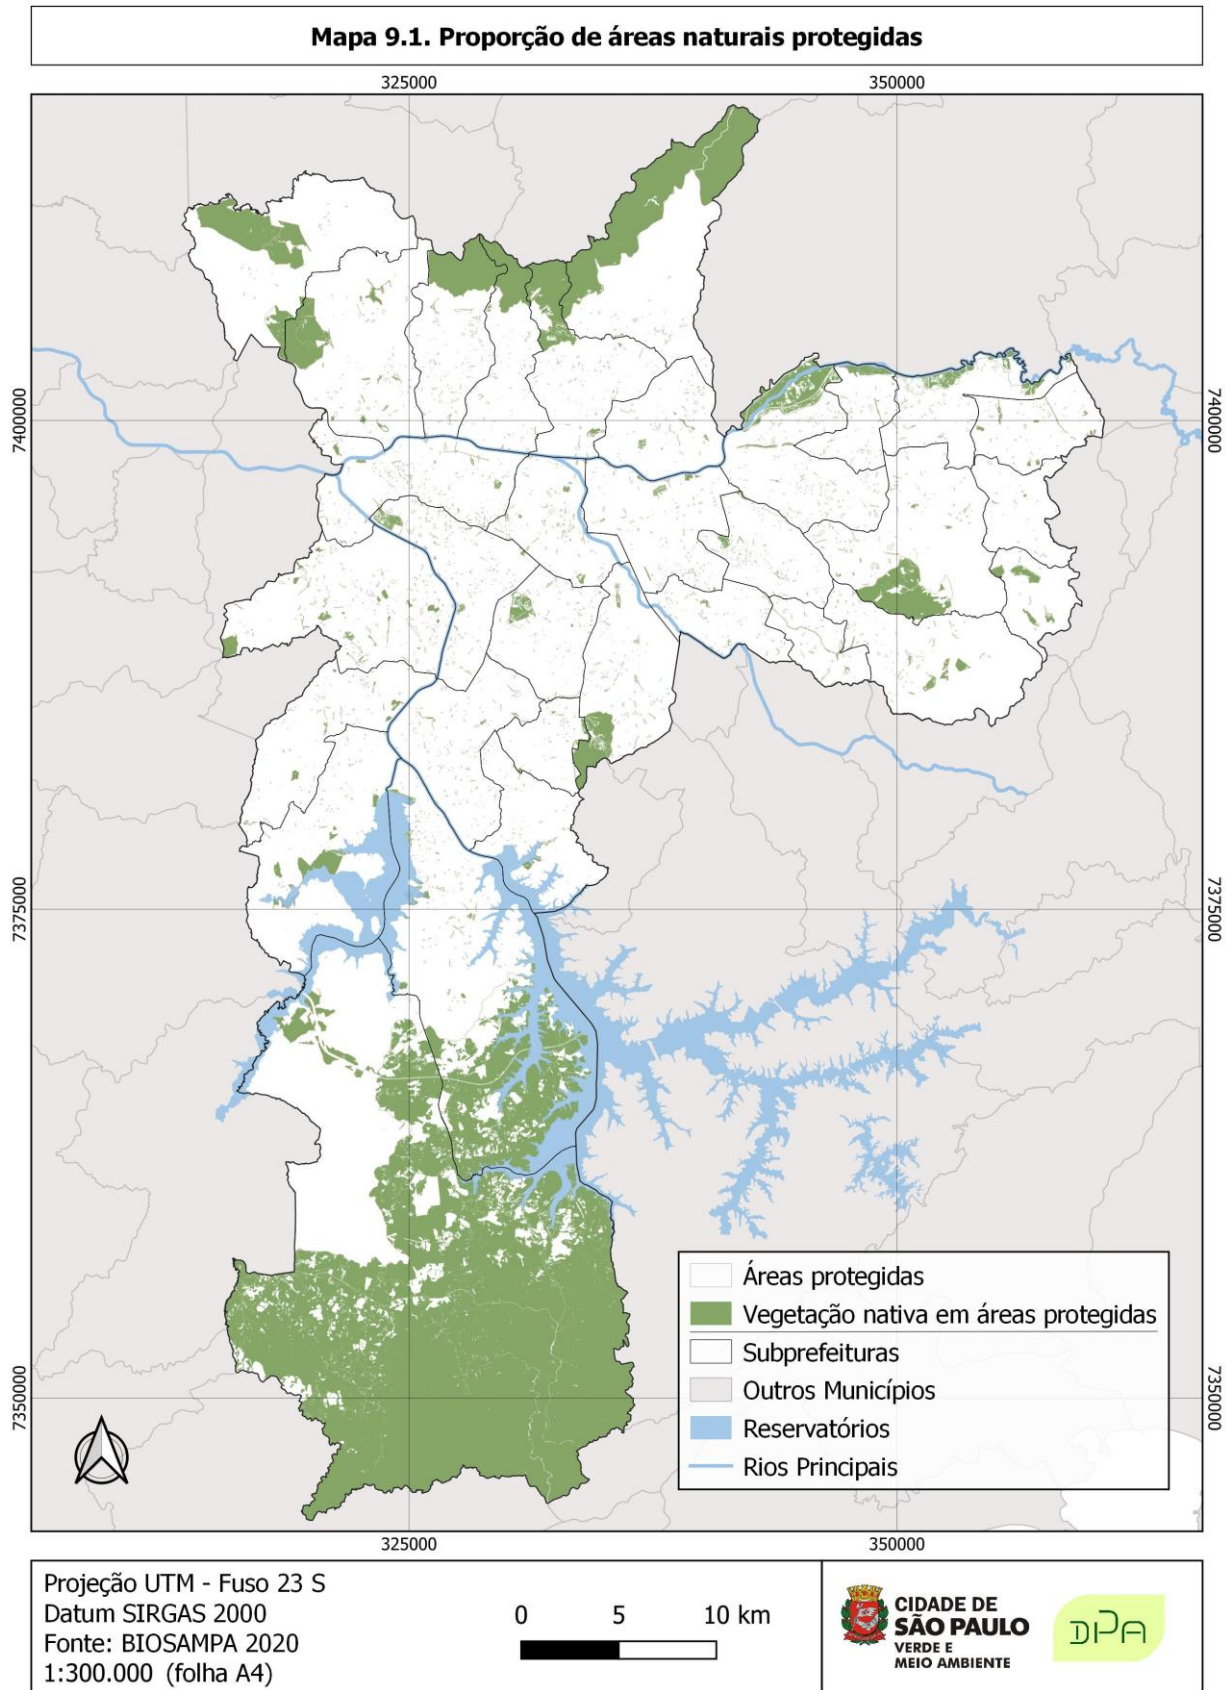 Mapa 9.1. Proporção de áreas naturais protegidas
325000
350000
7400000
7400000
7375000
7375000
7350000
7350000
Áreas protegidas
Vegetação nativa em áreas protegidas
Subprefeituras
Outros Municípios
Reservatórios
Rios Principais
325000
350000
Projeção UTM - Fuso 23 S
Datum SIRGAS 2000
Fonte: BIOSAMPA 2020
1:300.000 (folha A4)
0 5 10 km
CIDADE DE
SÃO PAULO
VERDE E
MEIO AMBIENTE
DPA